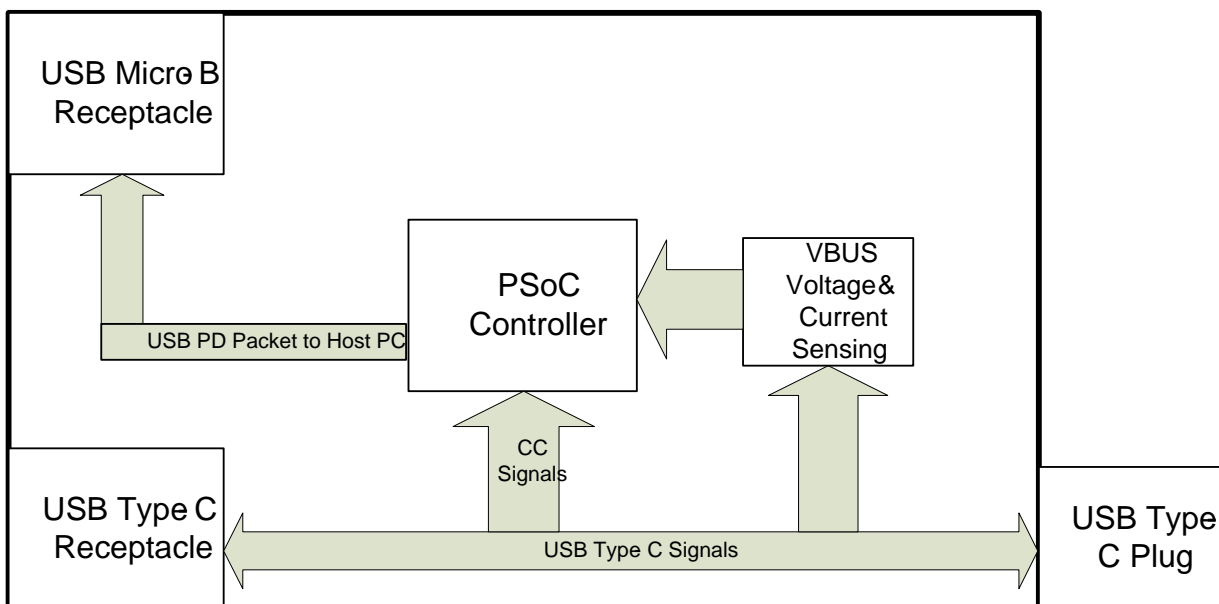 USB Micro-B
Receptacle
PSoC
Controller
VBUS
Voltage&
Current
Sensing
USB PD Packet to Host PC
CC
Signals
USB Type-C
Receptacle
USB Type C Signals
USB Type
C Plug